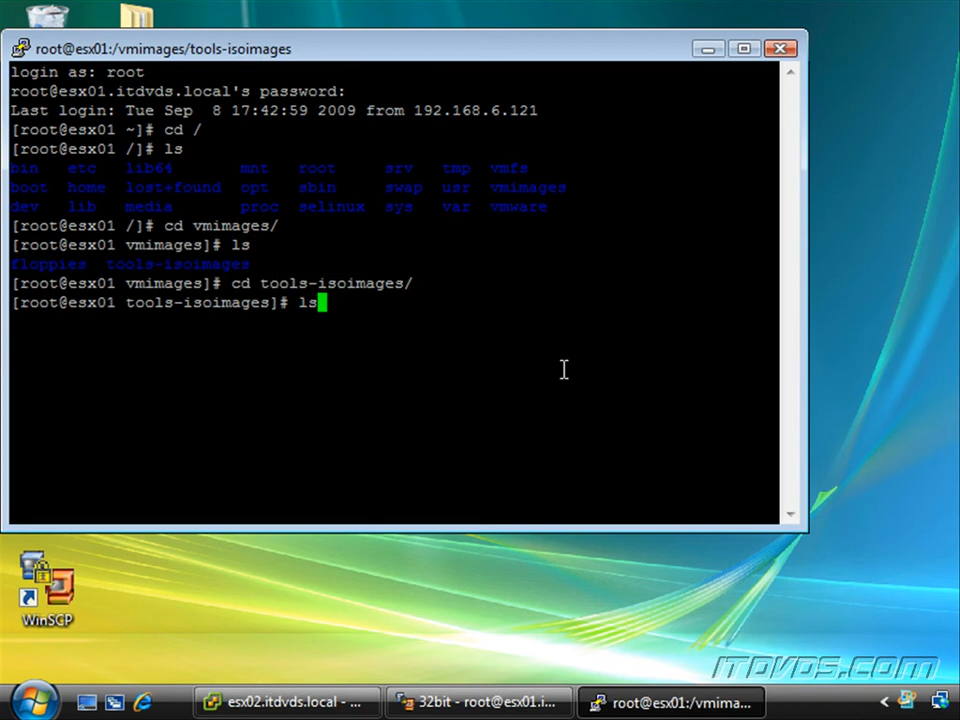 root@esx01:/vmimages/tools-isoimages
login as: root
root@esx01.itdvds.local's password:
Last login: Tue Sep  8 17:42:59 2009 from 192.168.6.121
[root@esx01 ~]# cd /
[root@esx01 /]# ls
bin   etc   lib64       mnt   root     srv   tmp  vmfs
boot  home  lost+found  opt   sbin     swap  usr  vmimages
dev   lib   media       proc  selinux  sys   var  vmware
[root@esx01 /]# cd vmimages/
[root@esx01 vmimages]# ls
floppies  tools-isoimages
[root@esx01 vmimages]# cd tools-isoimages/
[root@esx01 tools-isoimages]# ls
WinSCP
ITDVDS.COM
esx02.itdvds.local - ...
32bit - root@esx01.i...
root@esx01:/vmima...